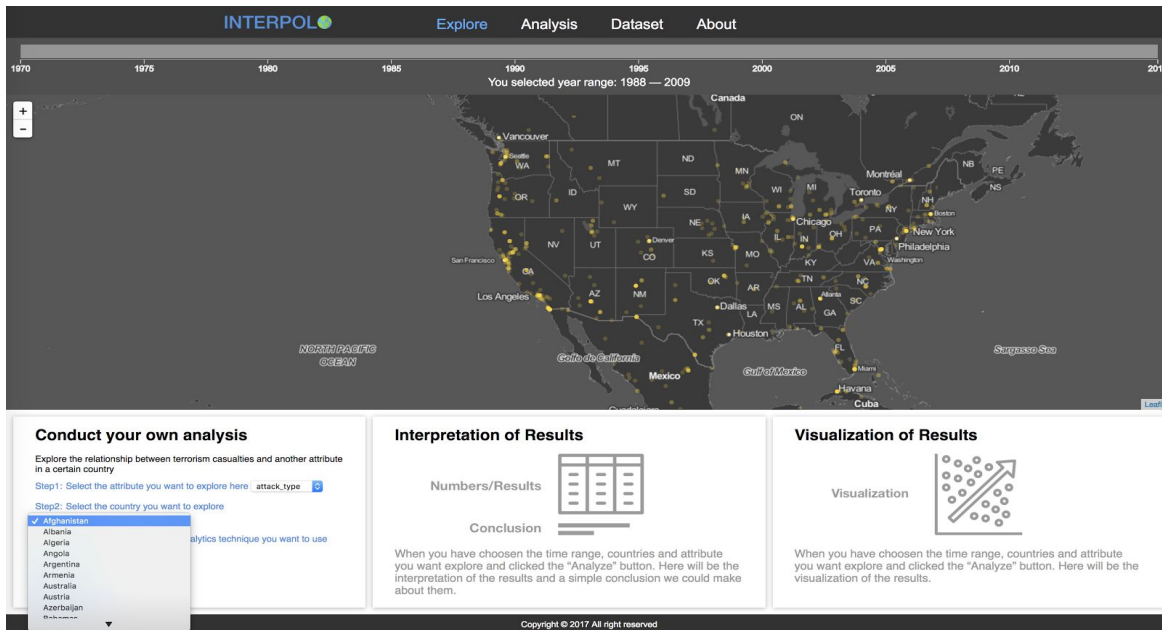 INTERPOL
Explore Analysis Dataset About
1970 1975 1980 1985 1990 1995 2000 2005 2010 201
You selected year range: 1988 — 2009
+
−
Canada
ON
Vancouver
Seattle
WA
MT
ND
MN
NB
PE
NS
Montréal
OR
ID
SD
WI
MI
Toronto
NH
WY
NY
Boston
NE
IA
Chicago
PA
New York
NV
UT
Denver
CO
IL
IN
OH
Philadelphia
San Francisco
KS
MO
KY
VA
Washington
CA
Los Angeles
AZ
NM
OK
AR
TN
NC
Atlanta
SC
Dallas
LA
MS
AL
GA
TX
Houston
NORTH PACIFIC
OCEAN
Golfo de California
Mexico
Gulf of Mexico
FL
Miami
Sargasso Sea
Havana
Cuba
Guadalajara
Leafl
Conduct your own analysis
Explore the relationship between terrorism casualties and another attribute
in a certain country
Step1: Select the attribute you want to explore here attack_type
Step2: Select the country you want to explore
✓ Afghanistan
Albania
alytics technique you want to use
Algeria
Angola
Argentina
Armenia
Australia
Austria
Azerbaijan
Bahamas
Interpretation of Results
Numbers/Results
Conclusion
When you have choosen the time range, countries and attribute
you want explore and clicked the “Analyze” button. Here will be the
interpretation of the results and a simple conclusion we could make
about them.
Visualization of Results
Visualization
When you have choosen the time range, countries and attribute
you want explore and clicked the “Analyze” button. Here will be the
visualization of the results.
Copyright © 2017 All right reserved